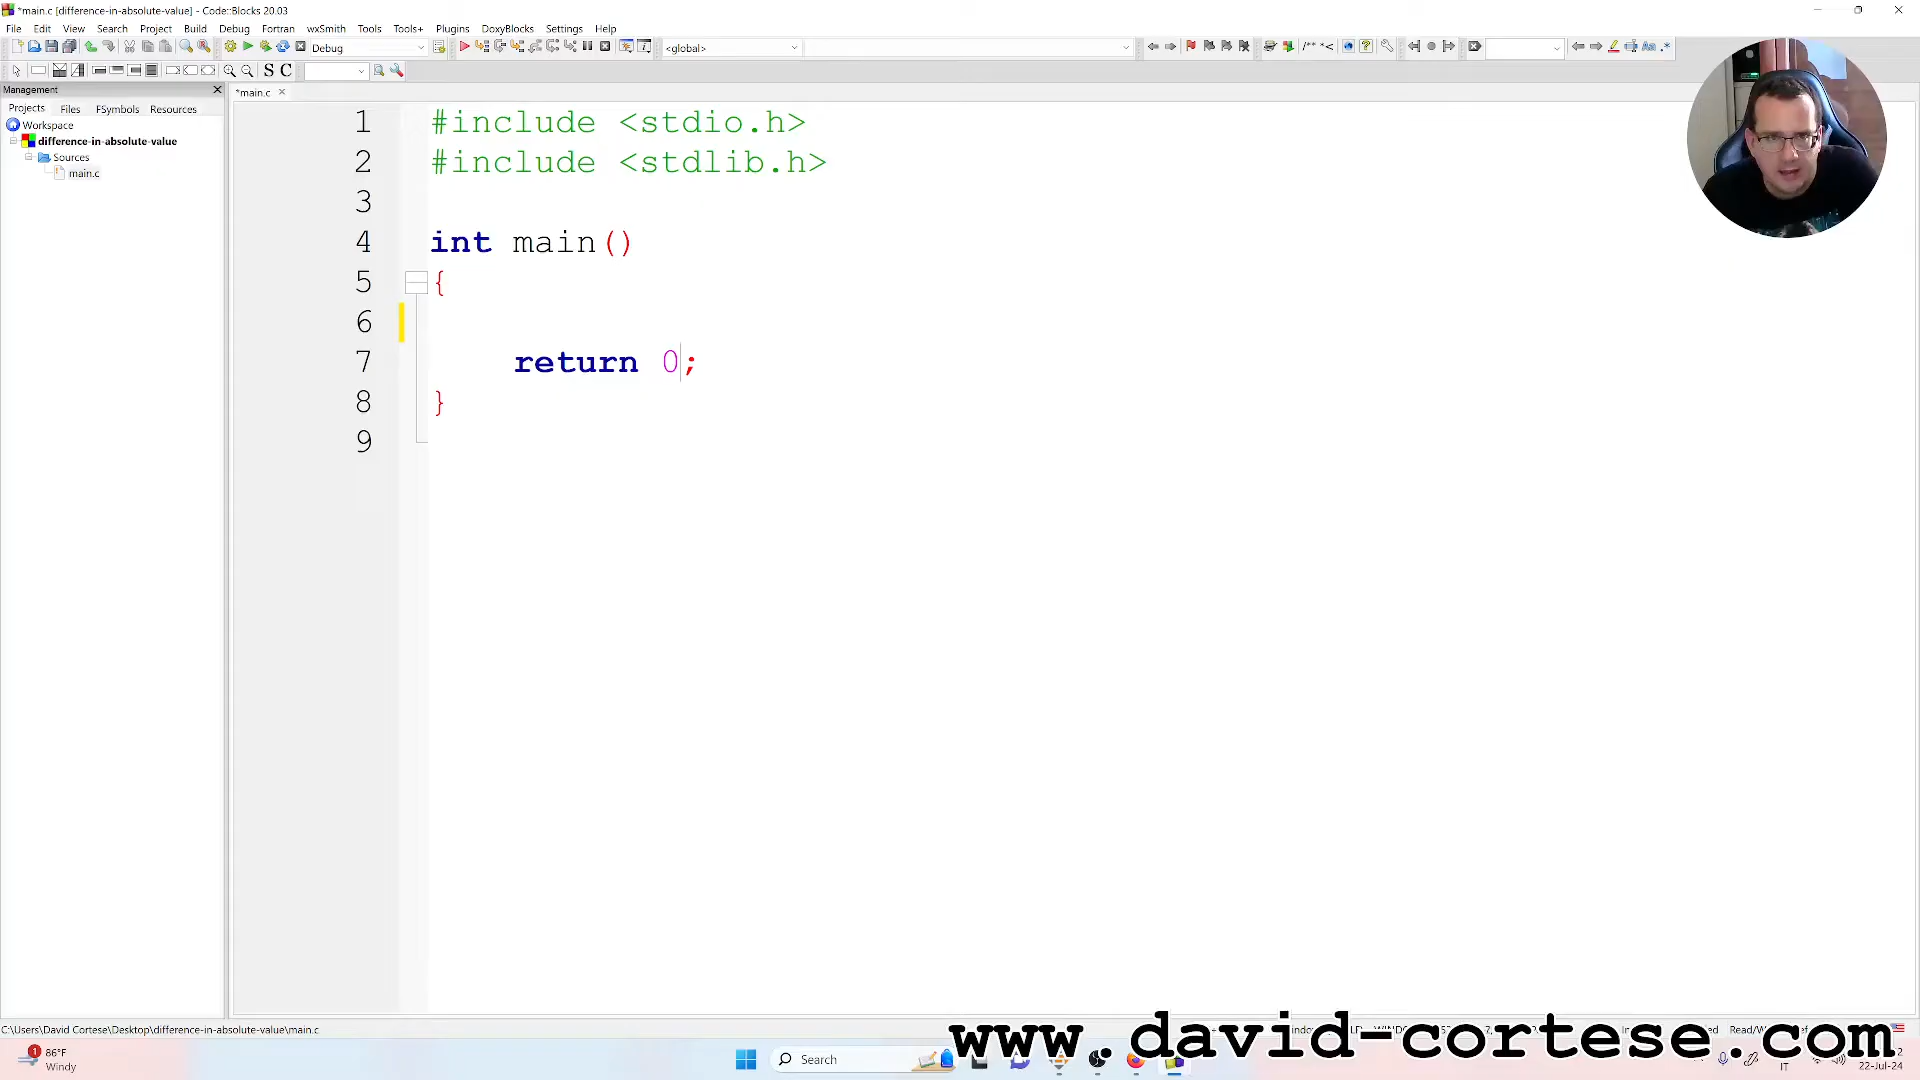 *main.c [difference-in-absolute-value] - Code::Blocks 20.03
File Edit View Search Project Build Debug Fortran wxSmith Tools Tools+ Plugins DoxyBlocks Settings Help
Debug
<global>
/** *<
S C
Management
Projects Files FSymbols Resources
Workspace
difference-in-absolute-value
Sources
main.c
*main.c
1 #include <stdio.h>
2 #include <stdlib.h>
3
4 int main()
5 {
6
7 return 0;
8 }
9
C:\Users\David Cortese\Desktop\difference-in-absolute-value\main.c
www.david-cortese.com
1
86°F
Windy
Search
IT
22-Jul-24